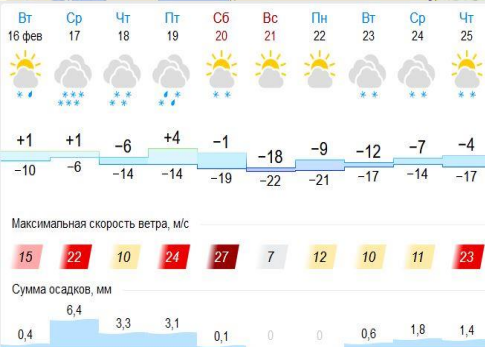 Вт Ср Чт Пт Сб Вс Пн Вт Ср Чт
16 фев 17 18 19 20 21 22 23 24 25
+1 +1 −6 +4 −1 −18 −9 −12 −7 −4
−10 −6 −14 −14 −19 −22 −21 −17 −14 −17
Максимальная скорость ветра, м/с
15 22 10 24 27 7 12 10 11 23
Сумма осадков, мм
0,4 6,4 3,3 3,1 0,1 0 0 0,6 1,8 1,4